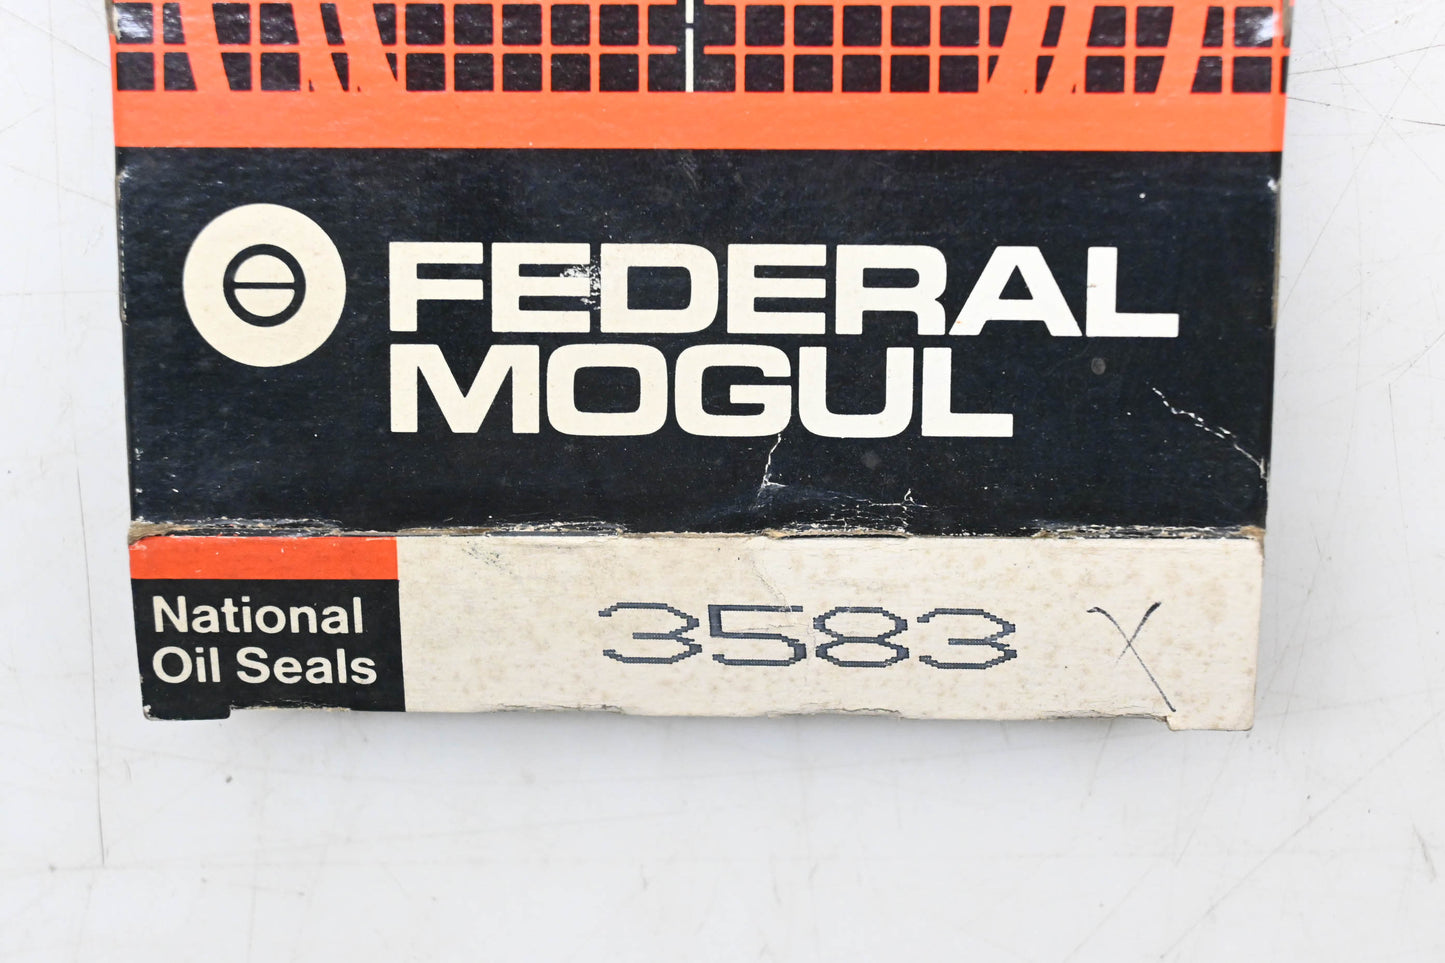 FEDERAL
MOGUL
National
Oil Seals
3583 X